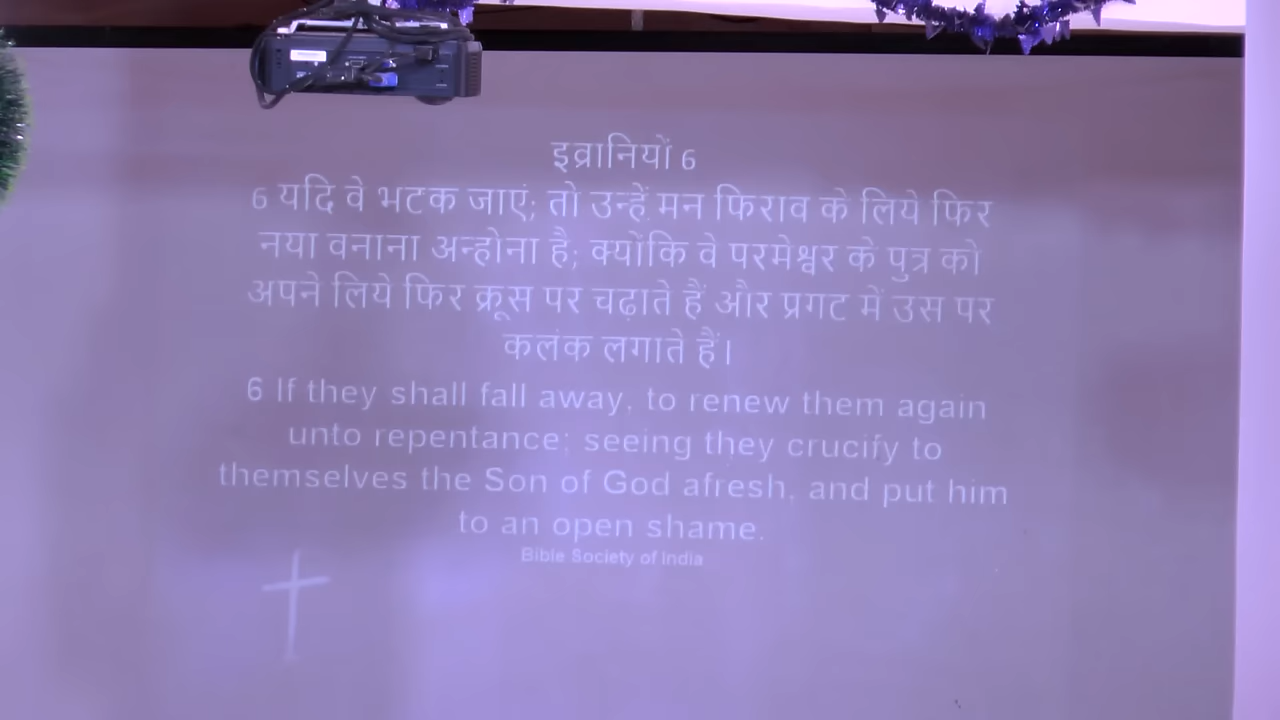 इब्रानियों 6
6 यदि वे भटक जाएं; तो उन्हें मन फिराव के लिये फिर
नया बनाना अन्होना है; क्योंकि वे परमेश्वर के पुत्र को
अपने लिये फिर क्रूस पर चढ़ाते हैं और प्रगट में उस पर
कलंक लगाते हैं।
6 If they shall fall away, to renew them again
unto repentance; seeing they crucify to
themselves the Son of God afresh, and put him
to an open shame.
Bible Society of India